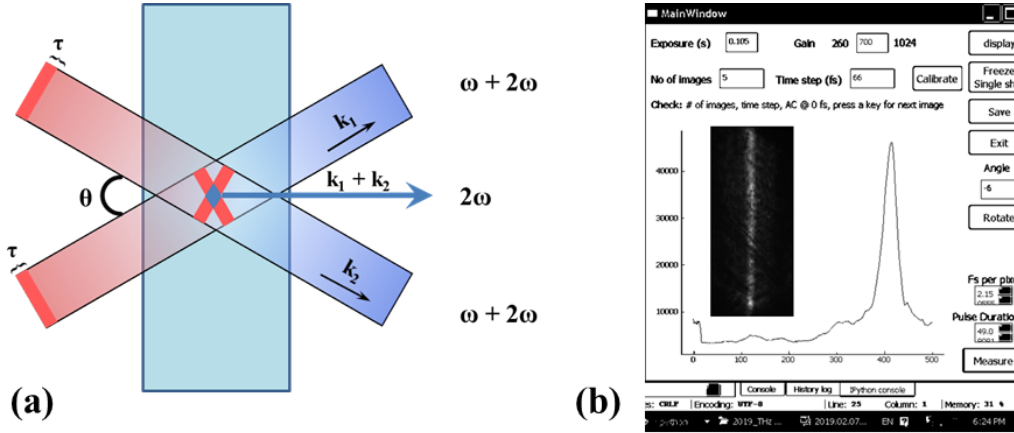 τ
ω + 2ω
k₁
k₁ + k₂
2ω
θ
τ
k₂
ω + 2ω
(a)
MainWindow
Exposure (s) 0.105 Gain 260 700 1024 display
No of images 5 Time step (fs) 66 Calibrate Freeze
Single sh
Check: # of images, time step, AC @ 0 fs, press a key for next image
Save
Exit
Angle
-6
Rotate
40000
30000
20000
10000
0 100 200 300 400 500
Fs per pix
2.15
Pulse Duratio
49.0
Measure
Console History log IPython console
s: CRLF Encoding: UTF-8 Line: 25 Column: 1 Memory: 31 %
python 2019_THz ... 2019.02.07... EN 6:24 PM
(b)